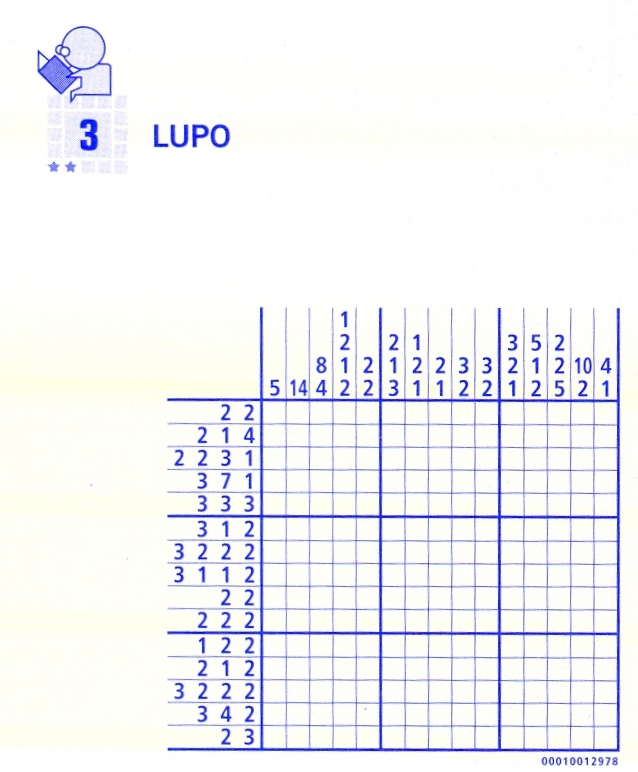 3 LUPO
1
2 2 1 3 5 2
8 1 2 2 1 2 2 3 3 2 1 2 10 4
5 14 4 2 2 3 1 1 2 2 1 2 5 2 1
2 2
2 1 4
2 2 3 1
3 7 1
3 3 3
3 1 2
3 2 2 2
3 1 1 2
2 2
2 2 2
1 2 2
2 1 2
3 2 2 2
3 4 2
2 3
00010012978